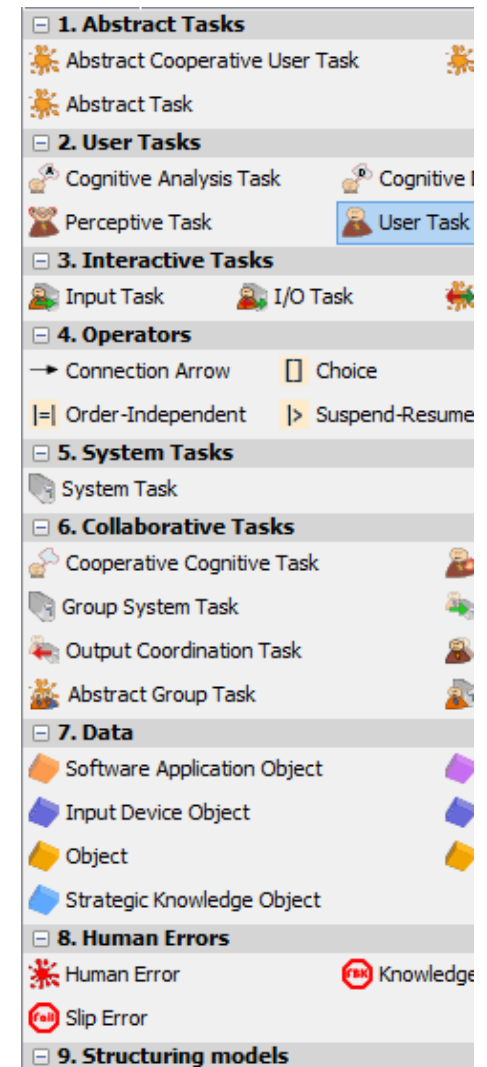 1. Abstract Tasks
Abstract Cooperative User Task
Abstract Task
2. User Tasks
Cognitive Analysis Task Cognitive
Perceptive Task User Task
3. Interactive Tasks
Input Task I/O Task
4. Operators
Connection Arrow [] Choice
|=| Order-Independent |> Suspend-Resume
5. System Tasks
System Task
6. Collaborative Tasks
Cooperative Cognitive Task
Group System Task
Output Coordination Task
Abstract Group Task
7. Data
Software Application Object
Input Device Object
Object
Strategic Knowledge Object
8. Human Errors
Human Error Knowledge
Slip Error
9. Structuring models